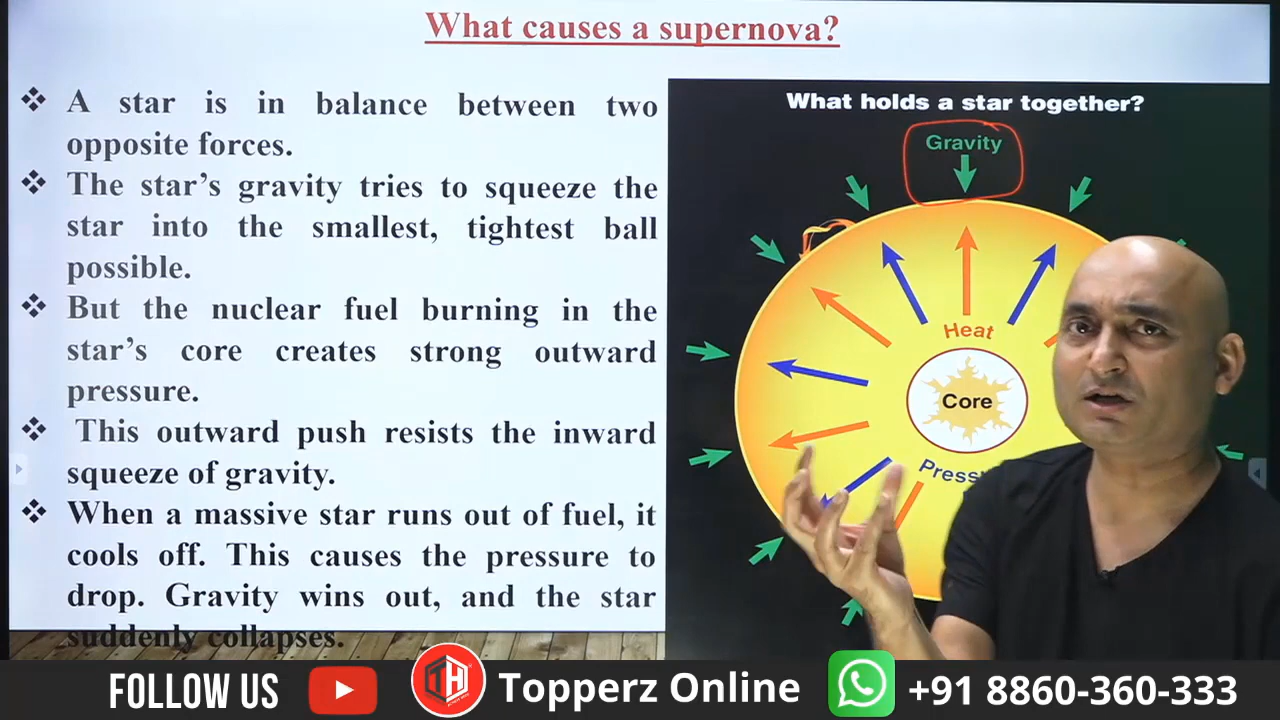 What causes a supernova?
❖ A star is in balance between two
opposite forces.
❖ The star’s gravity tries to squeeze the
star into the smallest, tightest ball
possible.
❖ But the nuclear fuel burning in the
star’s core creates strong outward
pressure.
❖ This outward push resists the inward
squeeze of gravity.
❖ When a massive star runs out of fuel, it
cools off. This causes the pressure to
drop. Gravity wins out, and the star
suddenly collapses.
What holds a star together?
Gravity
Heat
Core
FOLLOW US
TH
Topperz Online
+91 8860-360-333